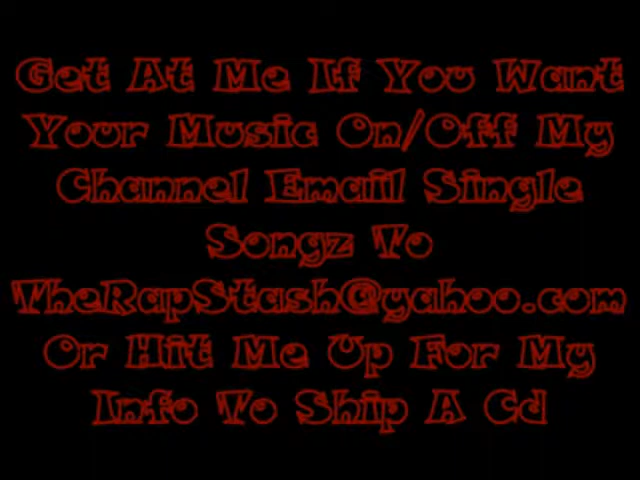 Get At Me If You Want
Your Music On/Off My
Channel Email Single
Songz To
TheRapStash@yahoo.com
Or Hit Me Up For My
Info To Ship A Cd